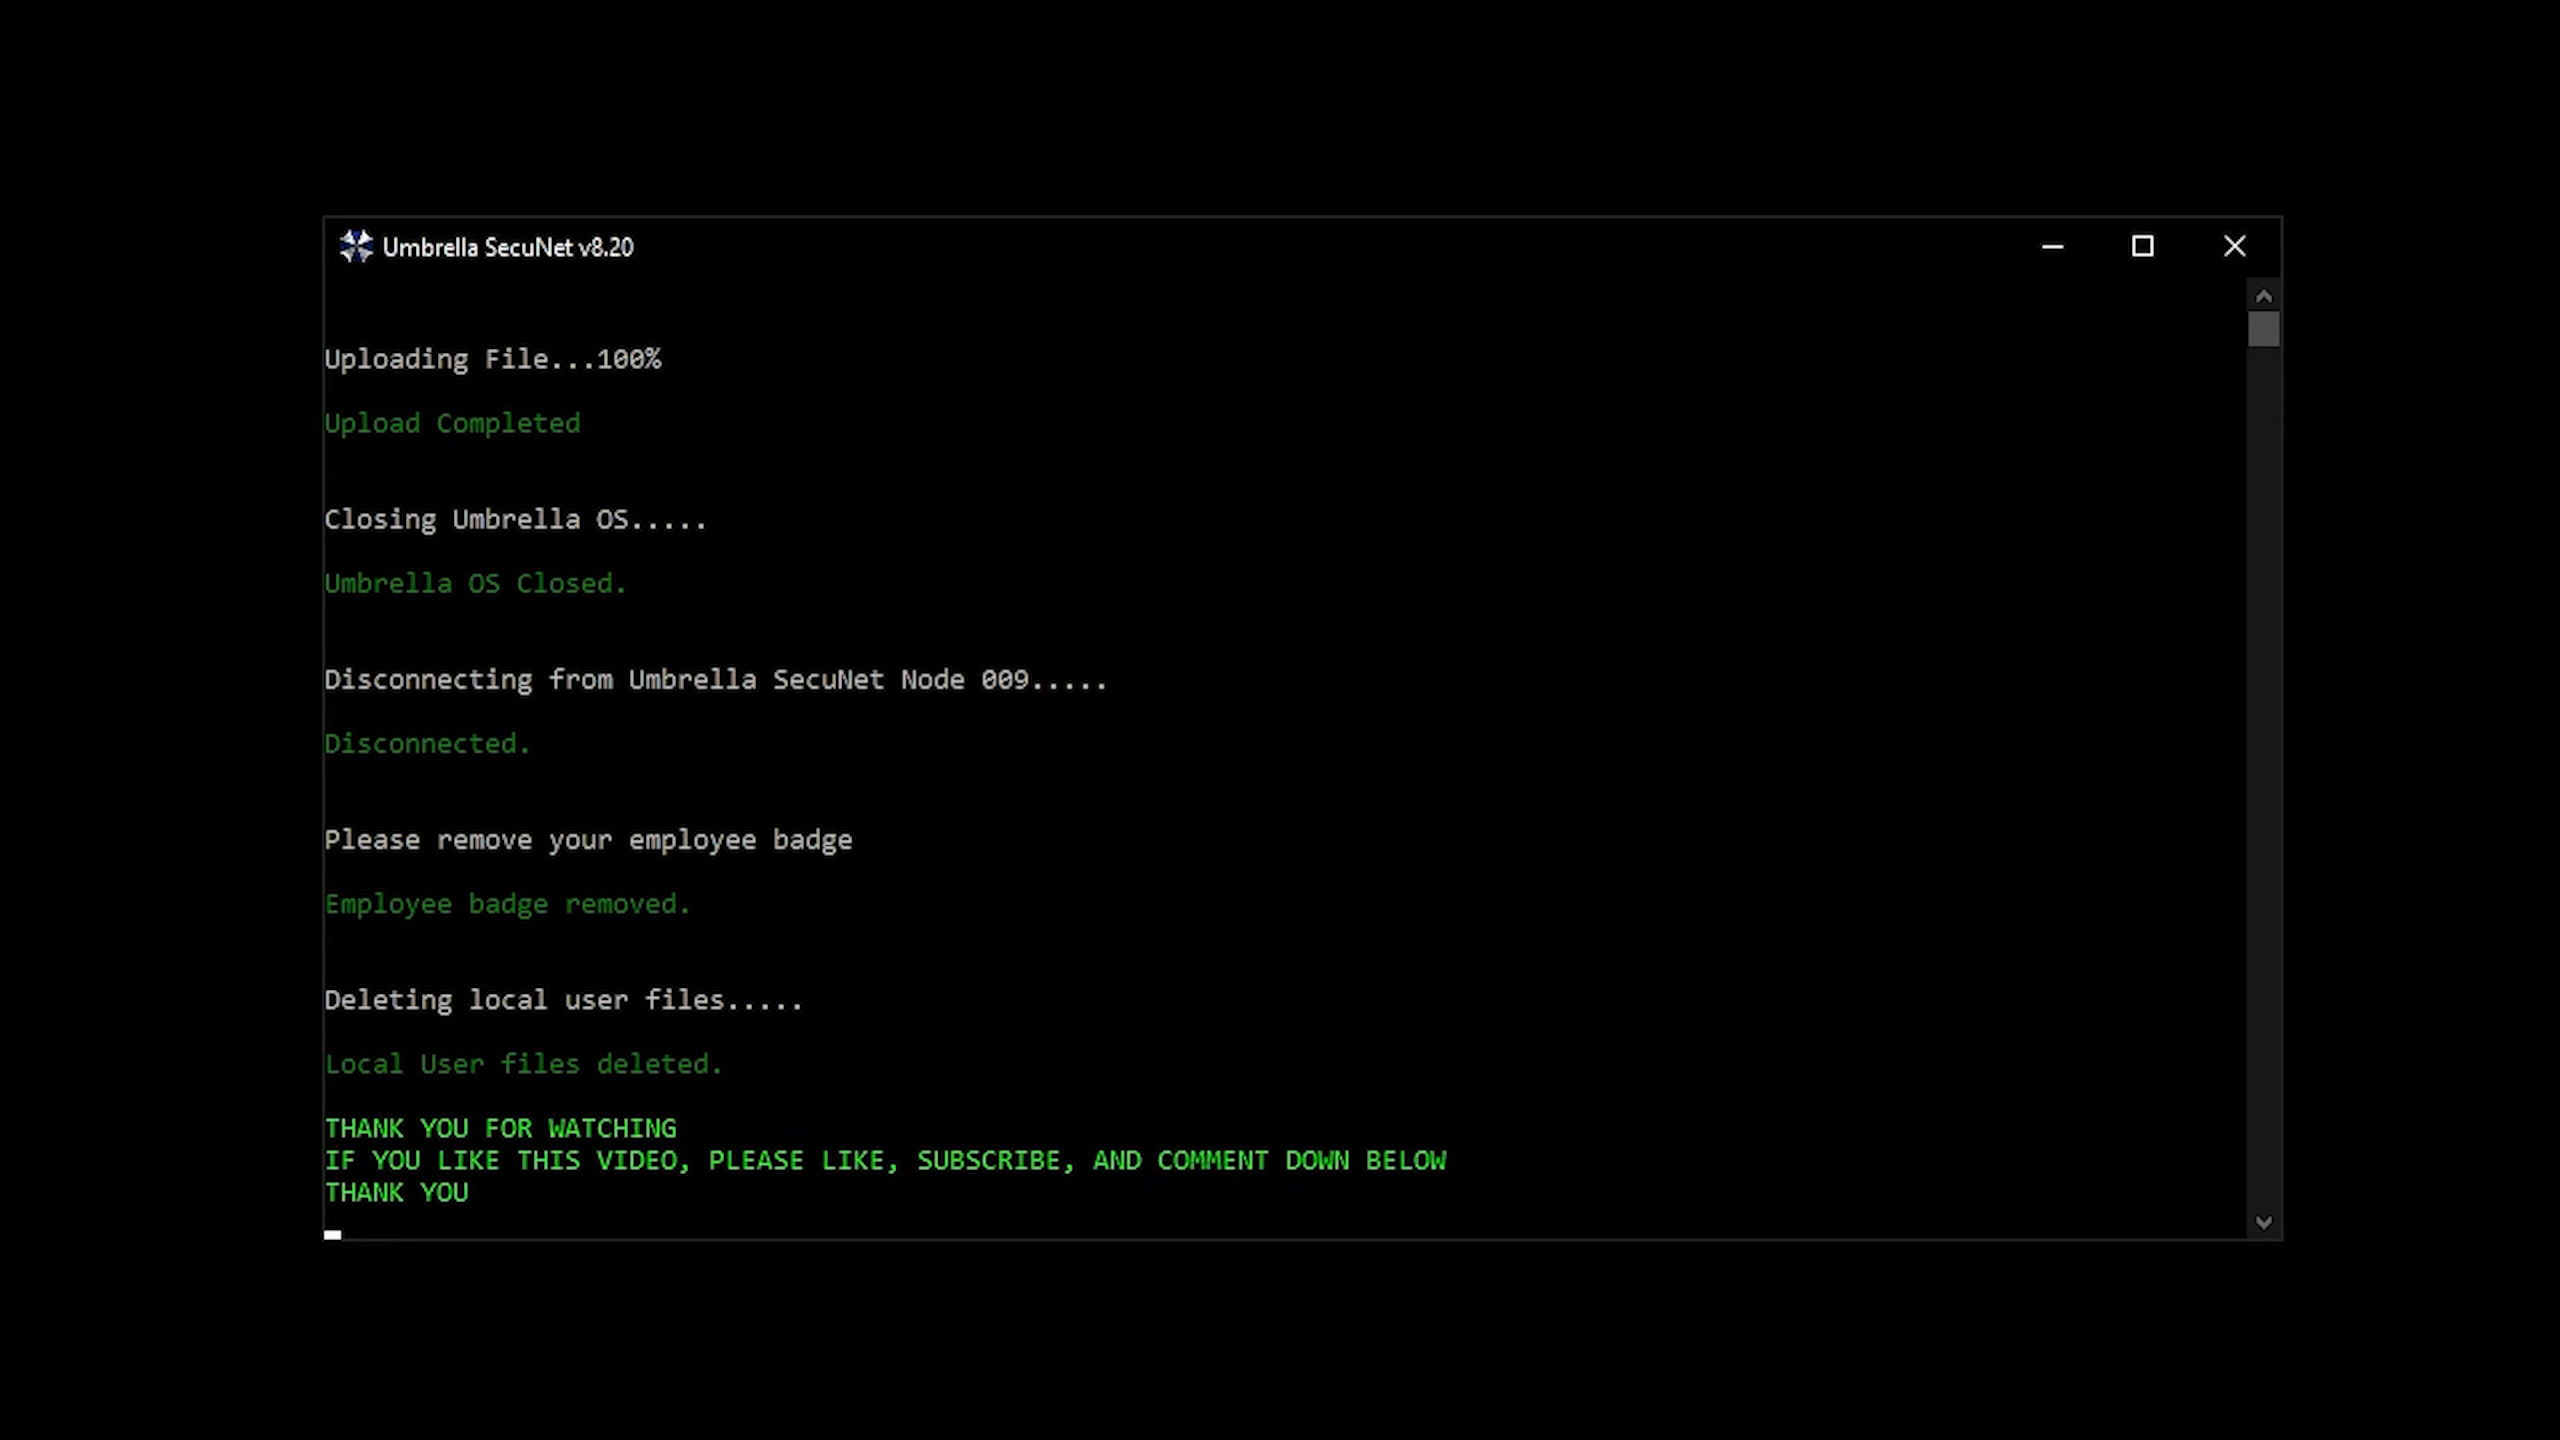 Umbrella SecuNet v8.20
Uploading File...100%
Upload Completed
Closing Umbrella OS.....
Umbrella OS Closed.
Disconnecting from Umbrella SecuNet Node 009.....
Disconnected.
Please remove your employee badge
Employee badge removed.
Deleting local user files.....
Local User files deleted.
THANK YOU FOR WATCHING
IF YOU LIKE THIS VIDEO, PLEASE LIKE, SUBSCRIBE, AND COMMENT DOWN BELOW
THANK YOU